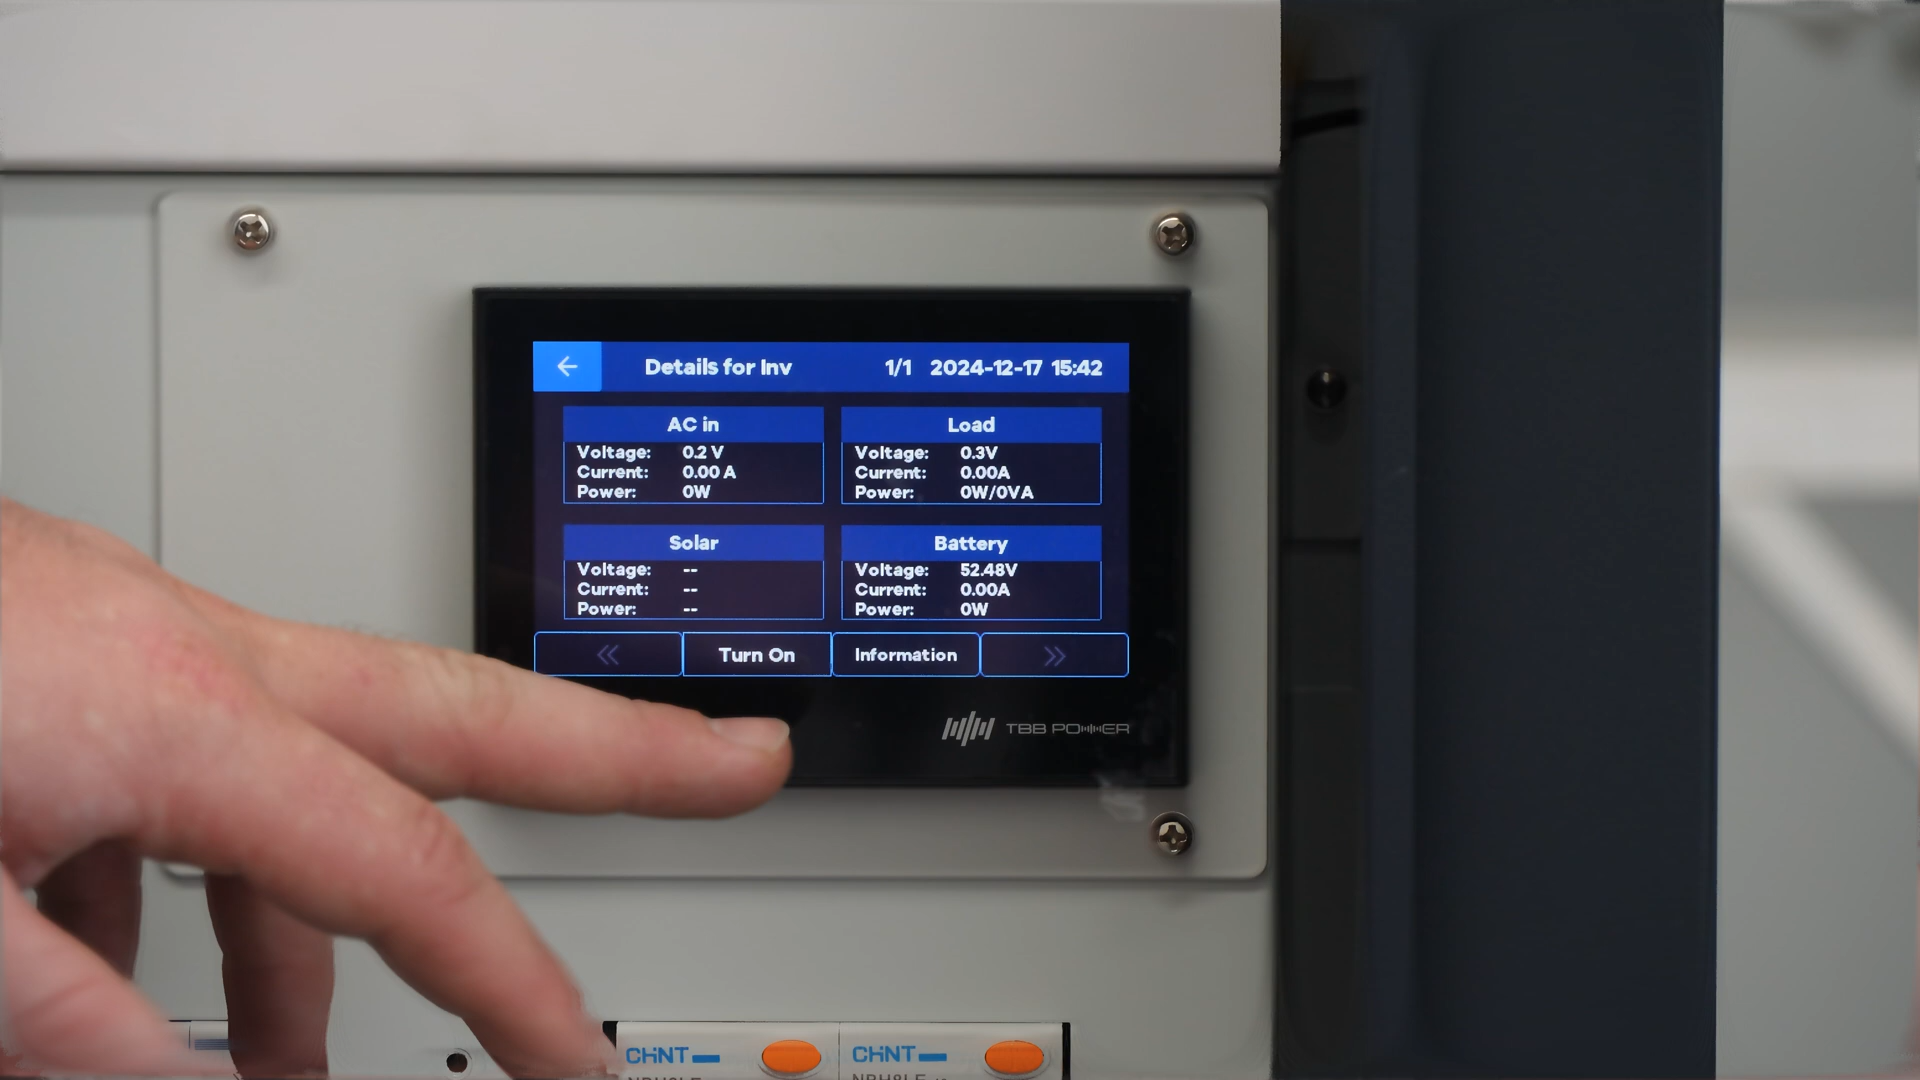 Details for Inv 1/1 2024-12-17 15:42
AC in
Voltage: 0.2 V
Current: 0.00 A
Power: 0W
Load
Voltage: 0.3V
Current: 0.00A
Power: 0W/0VA
Solar
Voltage: --
Current: --
Power: --
Battery
Voltage: 52.48V
Current: 0.00A
Power: 0W
Turn On Information
TBB POWER
CHNT CHNT